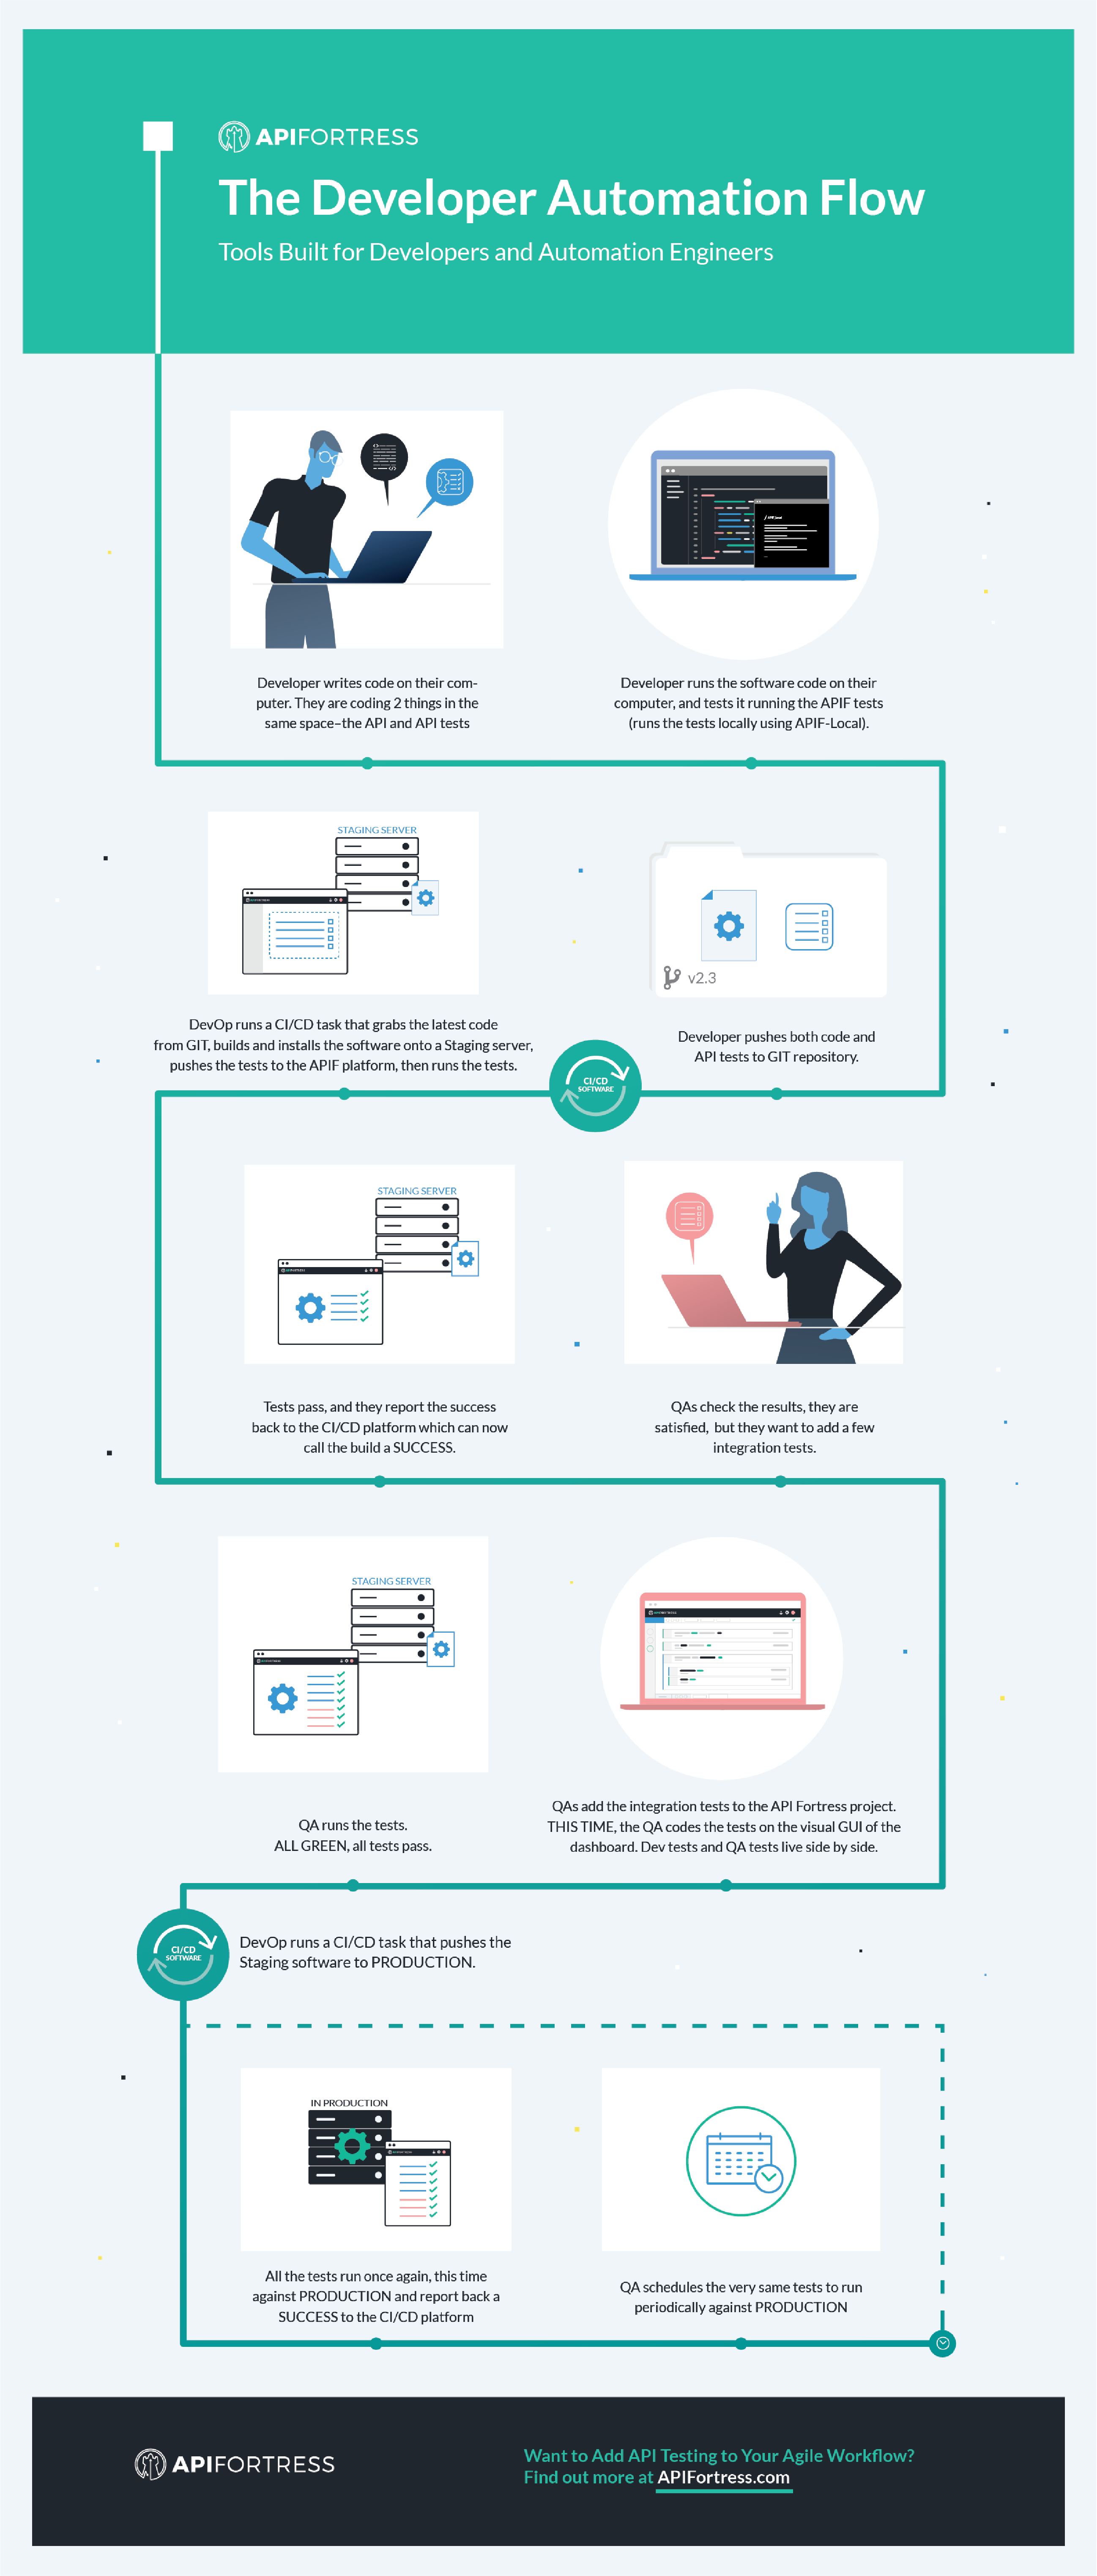 APIFORTRESS
The Developer Automation Flow
Tools Built for Developers and Automation Engineers
Developer writes code on their com-
puter. They are coding 2 things in the
same space–the API and API tests
Developer runs the software code on their
computer, and tests it running the APIF tests
(runs the tests locally using APIF-Local).
STAGING SERVER
DevOp runs a CI/CD task that grabs the latest code
from GIT, builds and installs the software onto a Staging server,
pushes the tests to the APIF platform, then runs the tests.
v2.3
Developer pushes both code and
API tests to GIT repository.
CI/CD
SOFTWARE
STAGING SERVER
Tests pass, and they report the success
back to the CI/CD platform which can now
call the build a SUCCESS.
QAs check the results, they are
satisfied, but they want to add a few
integration tests.
STAGING SERVER
QA runs the tests.
ALL GREEN, all tests pass.
QAs add the integration tests to the API Fortress project.
THIS TIME, the QA codes the tests on the visual GUI of the
dashboard. Dev tests and QA tests live side by side.
CI/CD
SOFTWARE
DevOp runs a CI/CD task that pushes the
Staging software to PRODUCTION.
IN PRODUCTION
All the tests run once again, this time
against PRODUCTION and report back a
SUCCESS to the CI/CD platform
QA schedules the very same tests to run
periodically against PRODUCTION
APIFORTRESS
Want to Add API Testing to Your Agile Workflow?
Find out more at APIFortress.com